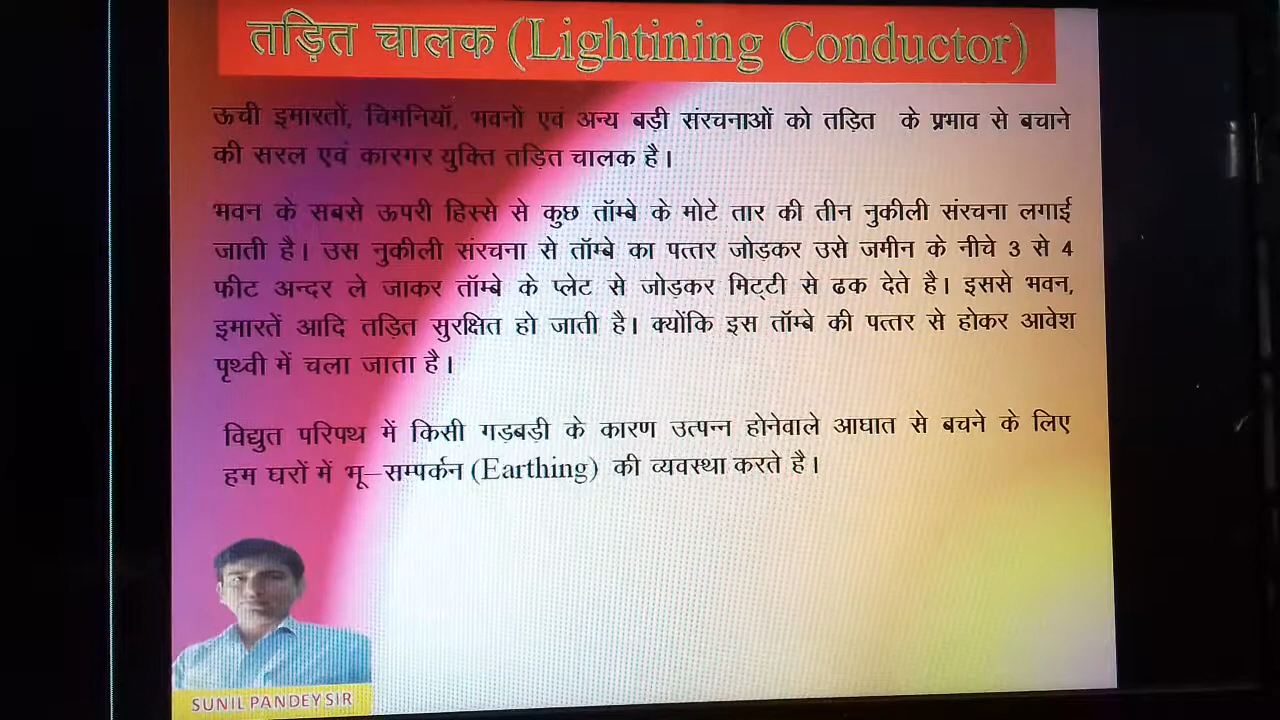 तड़ित चालक (Lightining Conductor)
ऊची इमारतों, चिमनियॉ, भवनों एवं अन्य बड़ी संरचनाओं को तड़ित के प्रभाव से बचाने
की सरल एवं कारगर युक्ति तड़ित चालक है।
भवन के सबसे ऊपरी हिस्से से कुछ तॉम्बे के मोटे तार की तीन नुकीली संरचना लगाई
जाती है। उस नुकीली संरचना से तॉम्बे का पत्तर जोड़कर उसे जमीन के नीचे 3 से 4
फीट अन्दर ले जाकर तॉम्बे के प्लेट से जोड़कर मिट्टी से ढक देते है। इससे भवन,
इमारतें आदि तड़ित सुरक्षित हो जाती है। क्योंकि इस तॉम्बे की पत्तर से होकर आवेश
पृथ्वी में चला जाता है।
विद्युत परिपथ में किसी गड़बड़ी के कारण उत्पन्न होनेवाले आघात से बचने के लिए
हम घरों में भू–सम्पर्कन (Earthing) की व्यवस्था करते है।
SUNIL PANDEY SIR